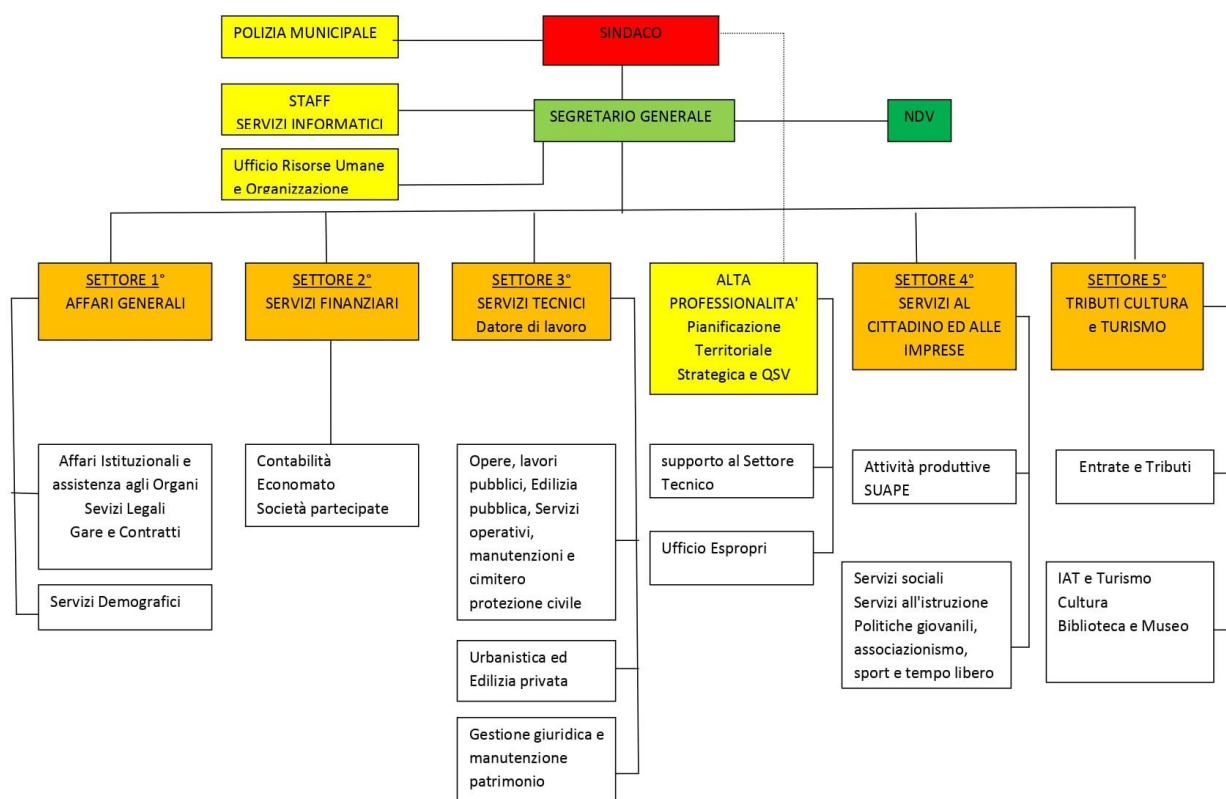 POLIZIA MUNICIPALE
SINDACO
STAFF
SERVIZI INFORMATICI
SEGRETARIO GENERALE
NDV
Ufficio Risorse Umane
e Organizzazione
SETTORE 1°
AFFARI GENERALI
SETTORE 2°
SERVIZI FINANZIARI
SETTORE 3°
SERVIZI TECNICI
Datore di lavoro
ALTA
PROFESSIONALITA'
Pianificazione
Territoriale
Strategica e QSV
SETTORE 4°
SERVIZI AL
CITTADINO ED ALLE
IMPRESE
SETTORE 5°
TRIBUTI CULTURA
e TURISMO
Affari Istituzionali e
assistenza agli Organi
Sevizi Legali
Gare e Contratti
Servizi Demografici
Contabilità
Economato
Società partecipate
Opere, lavori
pubblici, Edilizia
pubblica, Servizi
operativi,
manutenzioni e
cimitero
protezione civile
Urbanistica ed
Edilizia privata
Gestione giuridica e
manutenzione
patrimonio
supporto al Settore
Tecnico
Ufficio Espropri
Attività produttive
SUAPE
Servizi sociali
Servizi all'istruzione
Politiche giovanili,
associazionismo,
sport e tempo libero
Entrate e Tributi
IAT e Turismo
Cultura
Biblioteca e Museo